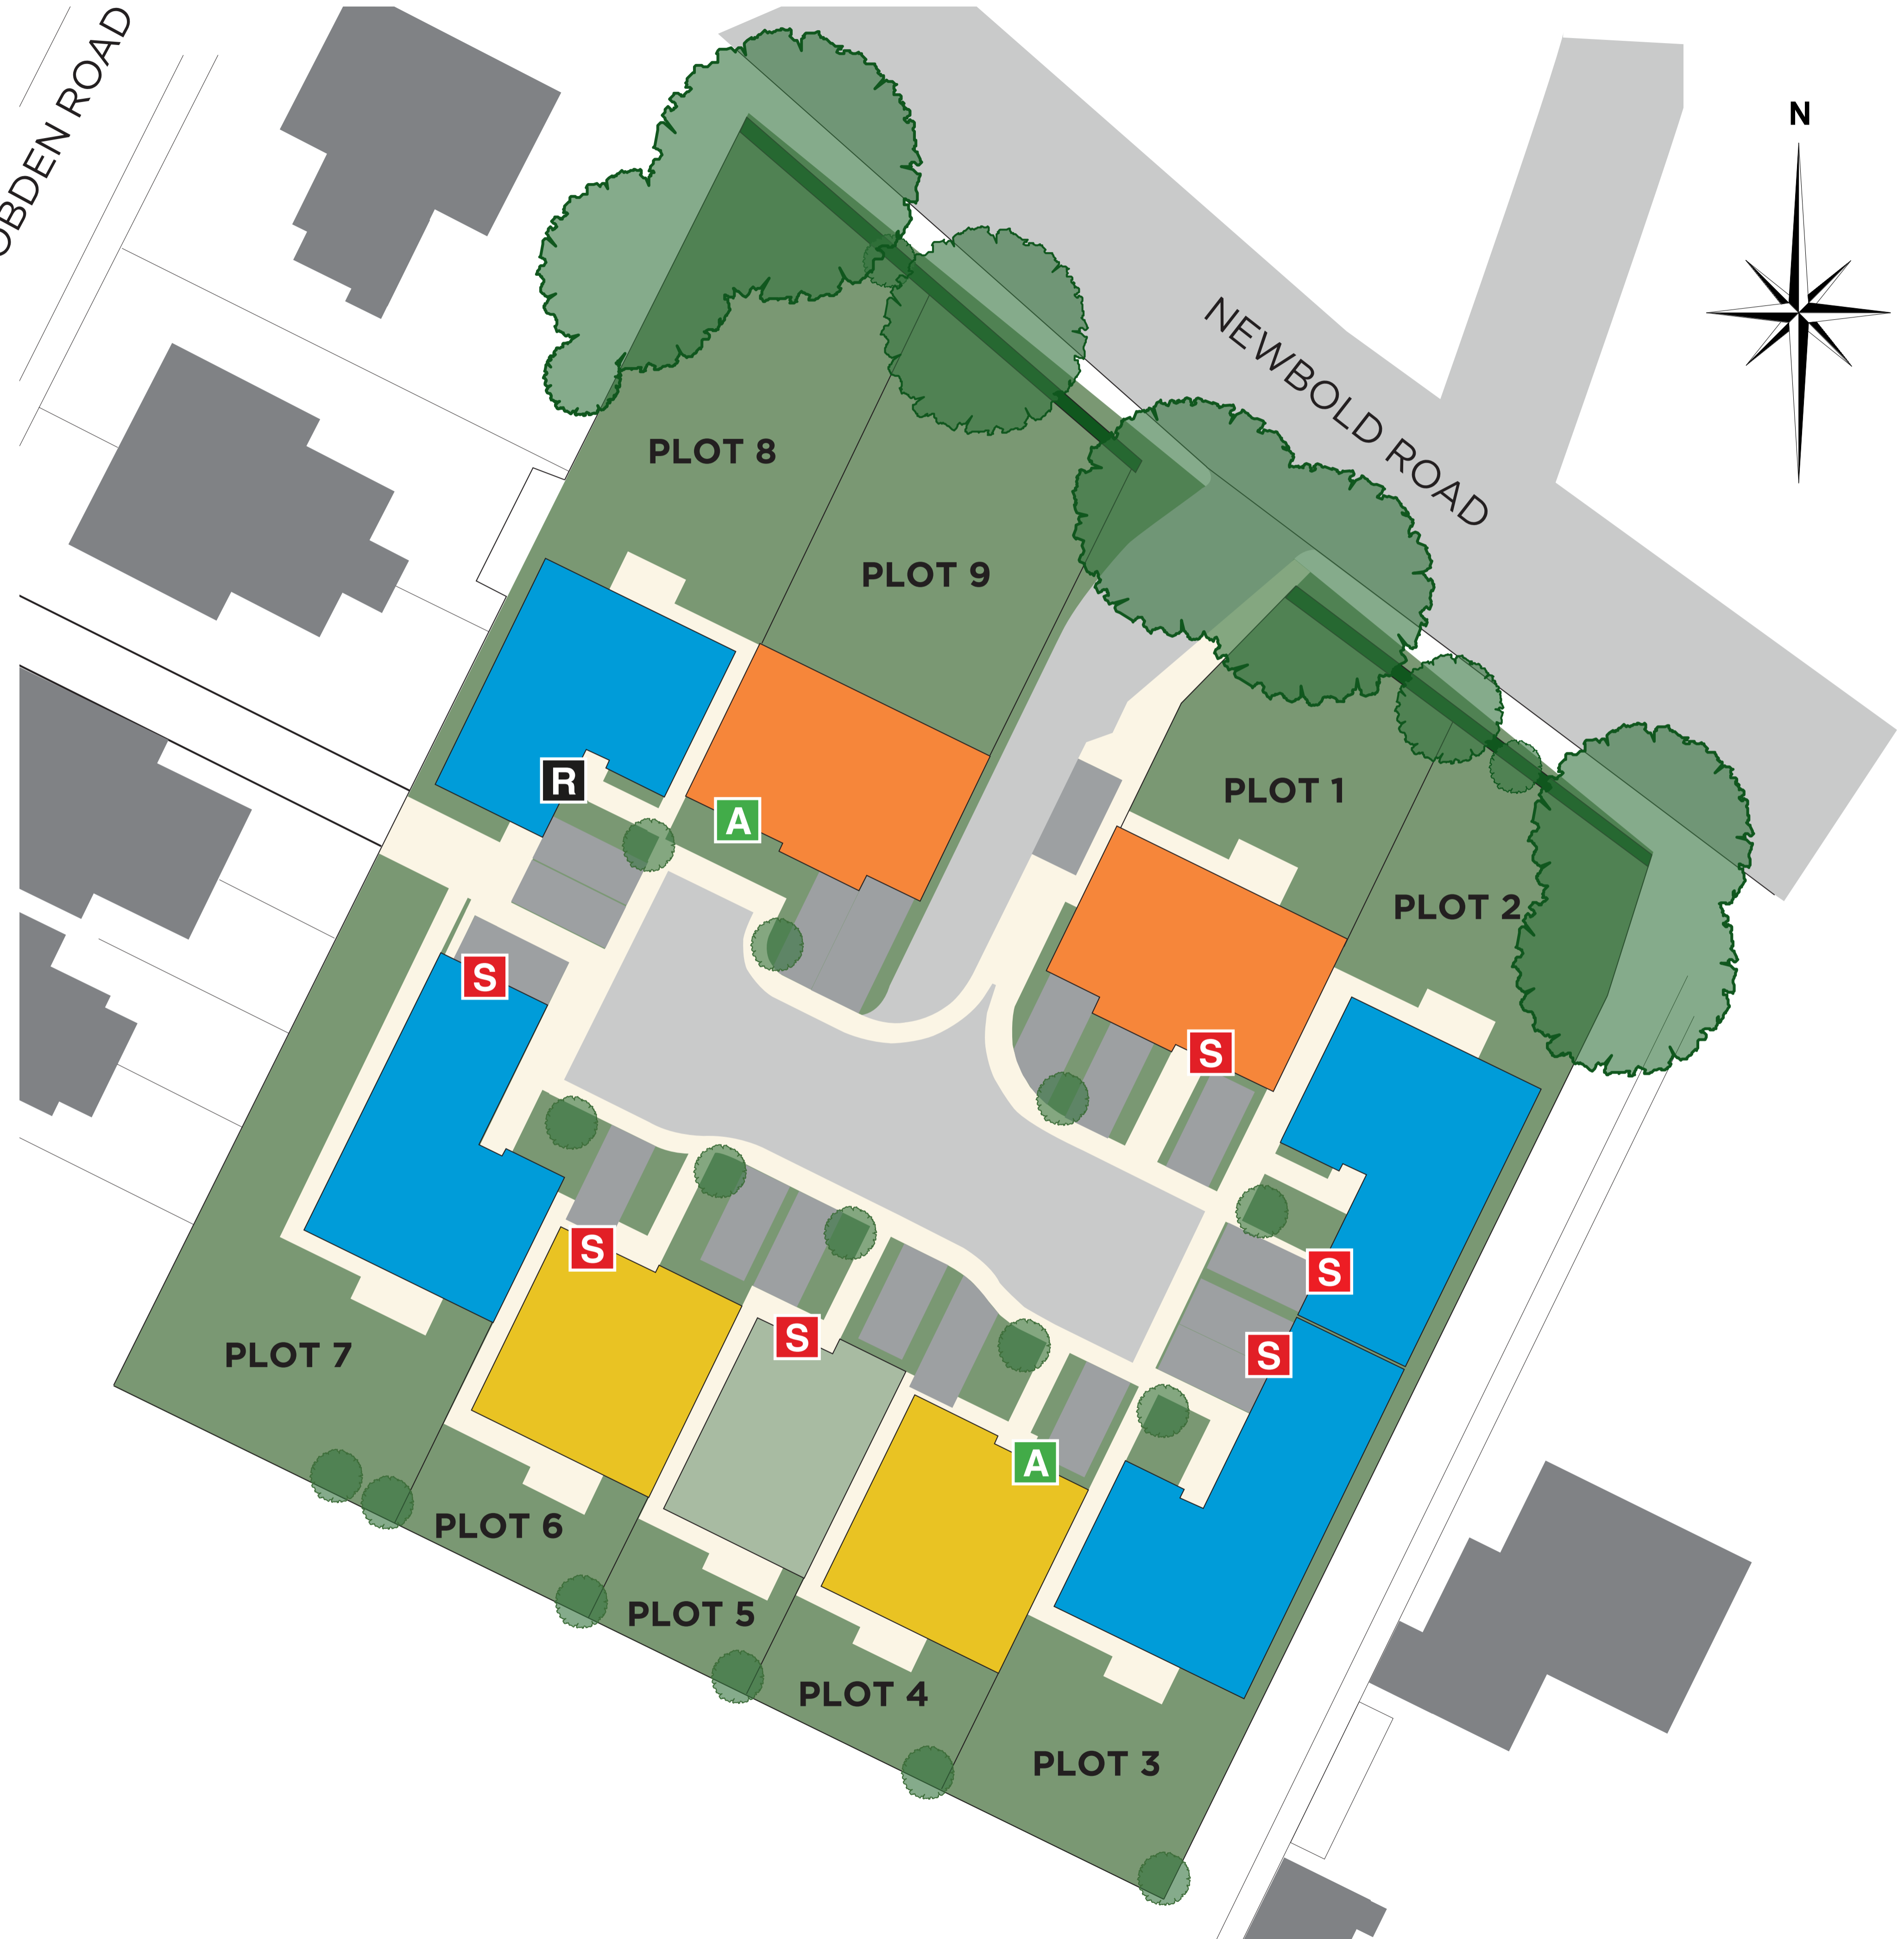 OBDEN ROAD
N
NEWBOLD ROAD
PLOT 8
PLOT 9
R
A
PLOT 1
PLOT 2
S
S
S
S
S
S
PLOT 7
A
PLOT 6
PLOT 5
PLOT 4
PLOT 3